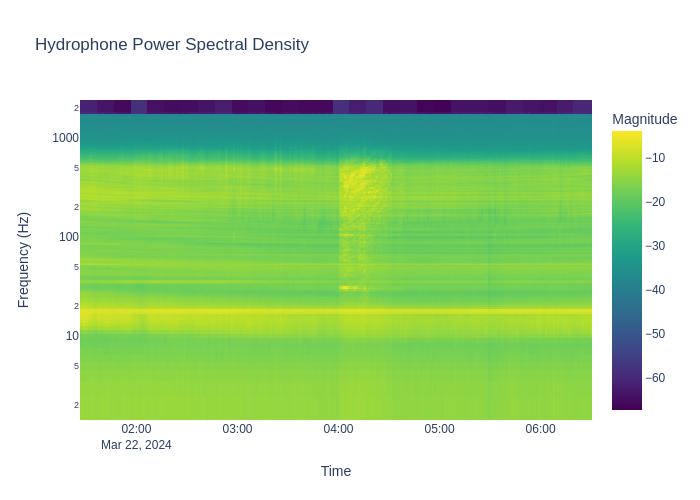 Hydrophone Power Spectral Density
Magnitude
−10
−20
−30
−40
−50
−60
2
1000
5
2
100
5
2
10
5
2
Frequency (Hz)
02:00 03:00 04:00 05:00 06:00
Mar 22, 2024
Time